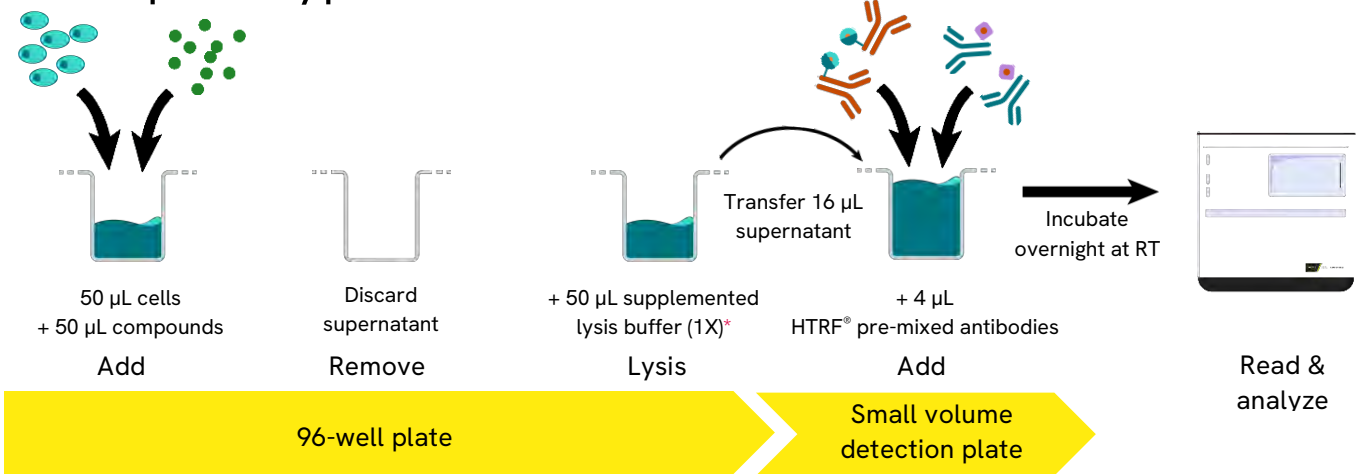 Transfer 16 µL
supernatant
Incubate
overnight at RT
50 µL cells
+ 50 µL compounds
Discard
supernatant
+ 50 µL supplemented
lysis buffer (1X)*
+ 4 µL
HTRF® pre-mixed antibodies
Add
Remove
Lysis
Add
Read &
analyze
96-well plate
Small volume
detection plate